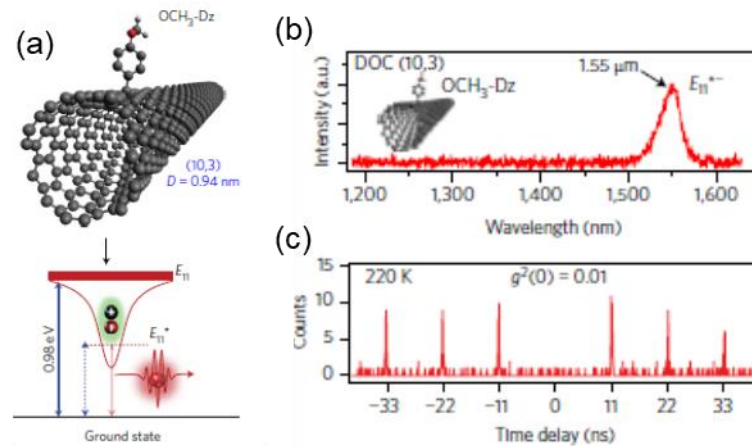 (a)
OCH₃-Dz
(10,3)
D = 0.94 nm
E₁₁
E₁₁*
0.98 eV
Ground state
(b)
DOC (10,3)
OCH₃-Dz
1.55 µm
E₁₁*⁻
Intensity (a.u.)
1,200 1,300 1,400 1,500 1,600
Wavelength (nm)
(c)
220 K g²(0) = 0.01
Counts
15
10
5
0
−33 −22 −11 0 11 22 33
Time delay (ns)